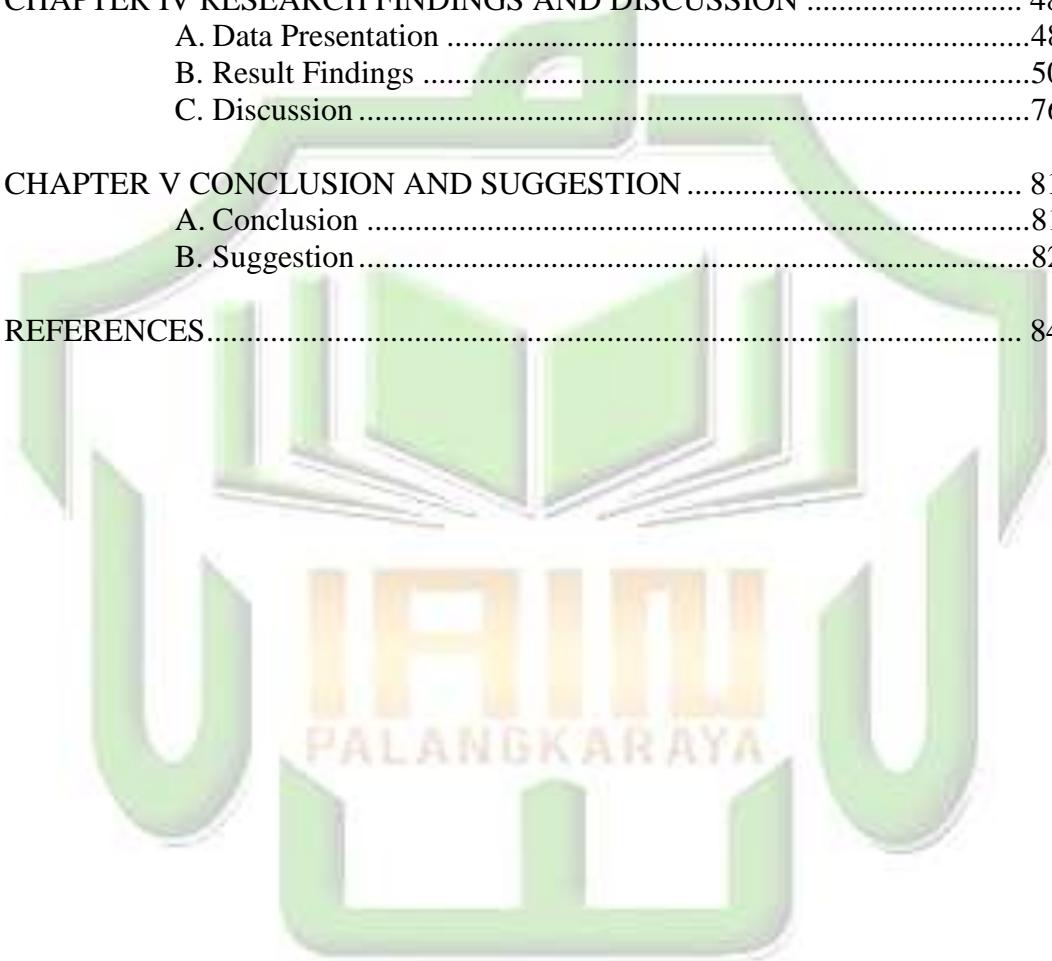 CHAPTER IV RESEARCH FINDINGS AND DISCUSSION ........................... 48
A. Data Presentation ..........................................................................48
B. Result Findings .............................................................................50
C. Discussion .....................................................................................76
CHAPTER V CONCLUSION AND SUGGESTION .......................................... 81
A. Conclusion ....................................................................................81
B. Suggestion .....................................................................................82
REFERENCES....................................................................................................... 84
IAIN
PALANGKARAYA